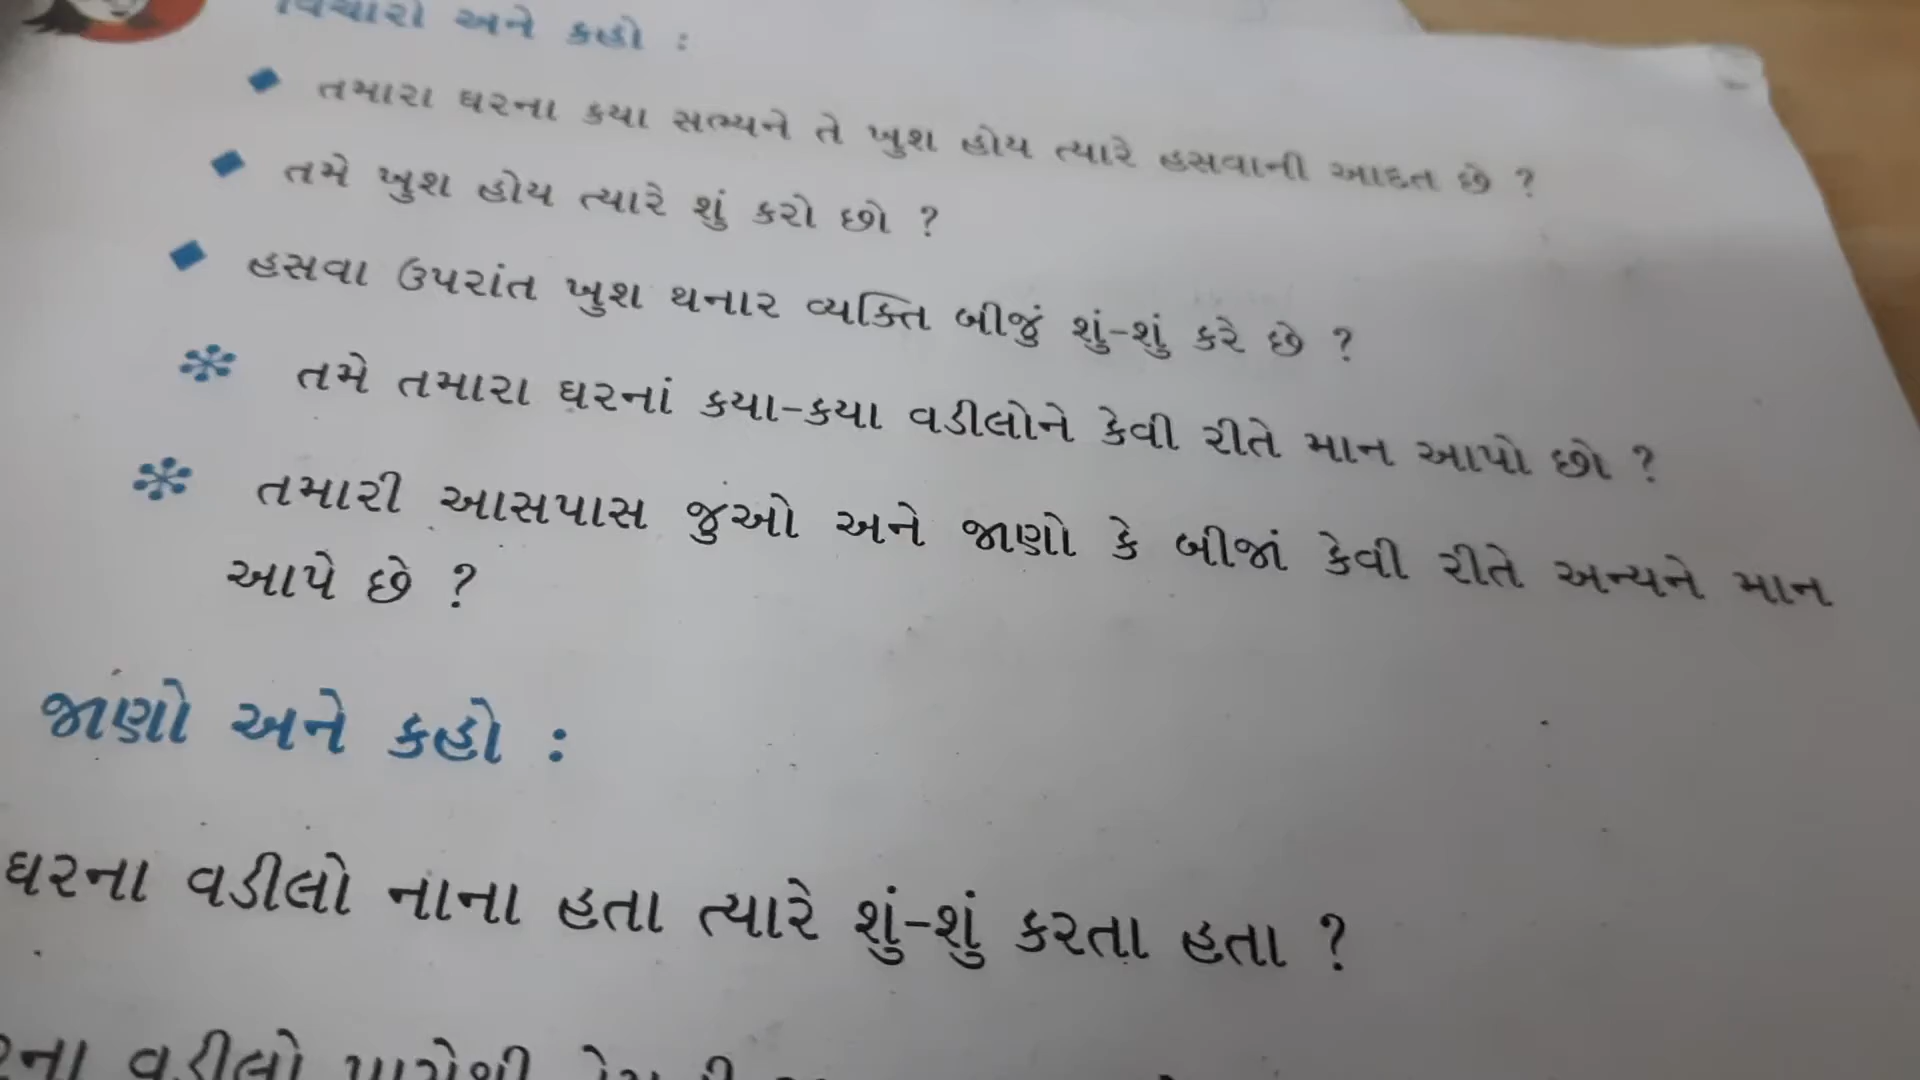 વિચારો અને કહો :
તમારા ઘરના કયા સભ્યને તે ખુશ હોય ત્યારે હસવાની આદત છે ?
તમે ખુશ હોય ત્યારે શું કરો છો ?
હસવા ઉપરાંત ખુશ થનાર વ્યક્તિ બીજું શું-શું કરે છે ?
તમે તમારા ઘરનાં કયા-કયા વડીલોને કેવી રીતે માન આપો છો ?
તમારી આસપાસ જુઓ અને જાણો કે બીજાં કેવી રીતે અન્યને માન
આપે છે ?
જાણો અને કહો :
ઘરના વડીલો નાના હતા ત્યારે શું-શું કરતા હતા ?
વડીલો પાસેથી